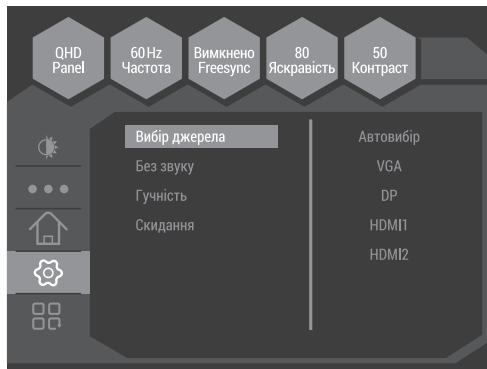 QHD
Panel
60Hz
Частота
Вимкнено
Freesync
80
Яскравість
50
Контраст
Вибір джерела
Без звуку
Гучність
Скидання
Автовибір
VGA
DP
HDMI1
HDMI2